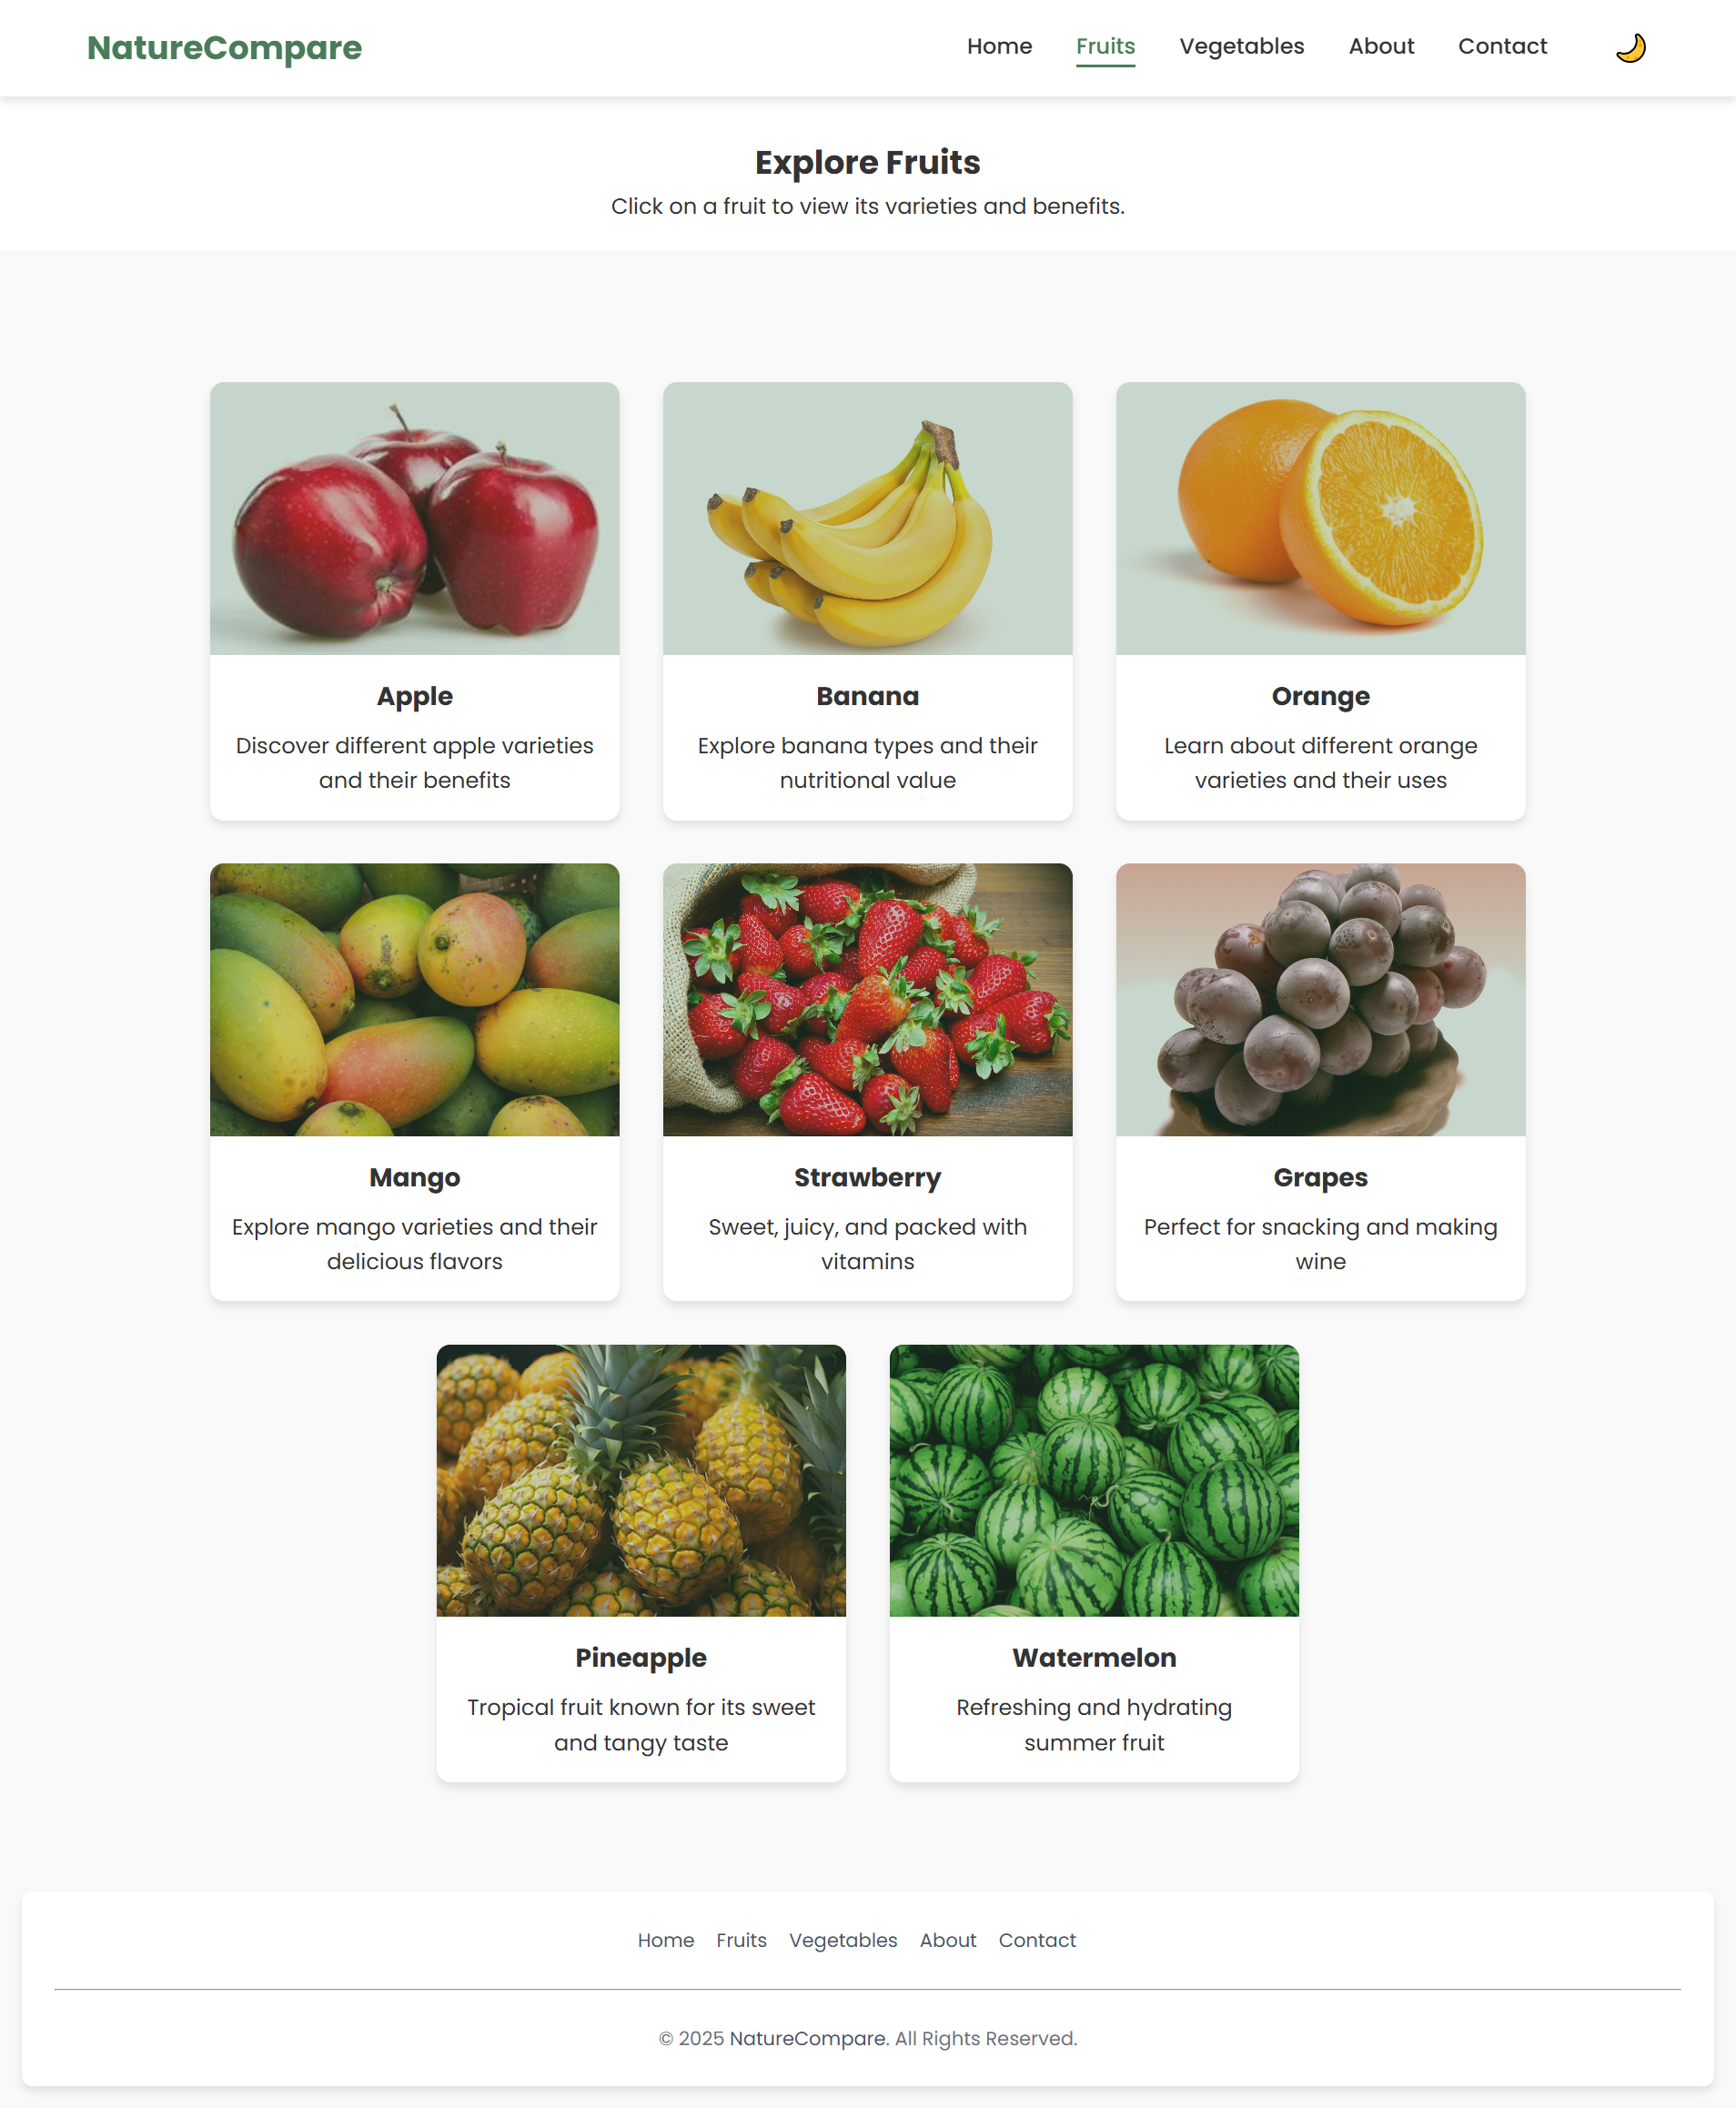 NatureCompare
Home Fruits Vegetables About Contact
Explore Fruits
Click on a fruit to view its varieties and benefits.
Apple
Discover different apple varieties
and their benefits
Banana
Explore banana types and their
nutritional value
Orange
Learn about different orange
varieties and their uses
Mango
Explore mango varieties and their
delicious flavors
Strawberry
Sweet, juicy, and packed with
vitamins
Grapes
Perfect for snacking and making
wine
Pineapple
Tropical fruit known for its sweet
and tangy taste
Watermelon
Refreshing and hydrating
summer fruit
Home Fruits Vegetables About Contact
© 2025 NatureCompare. All Rights Reserved.